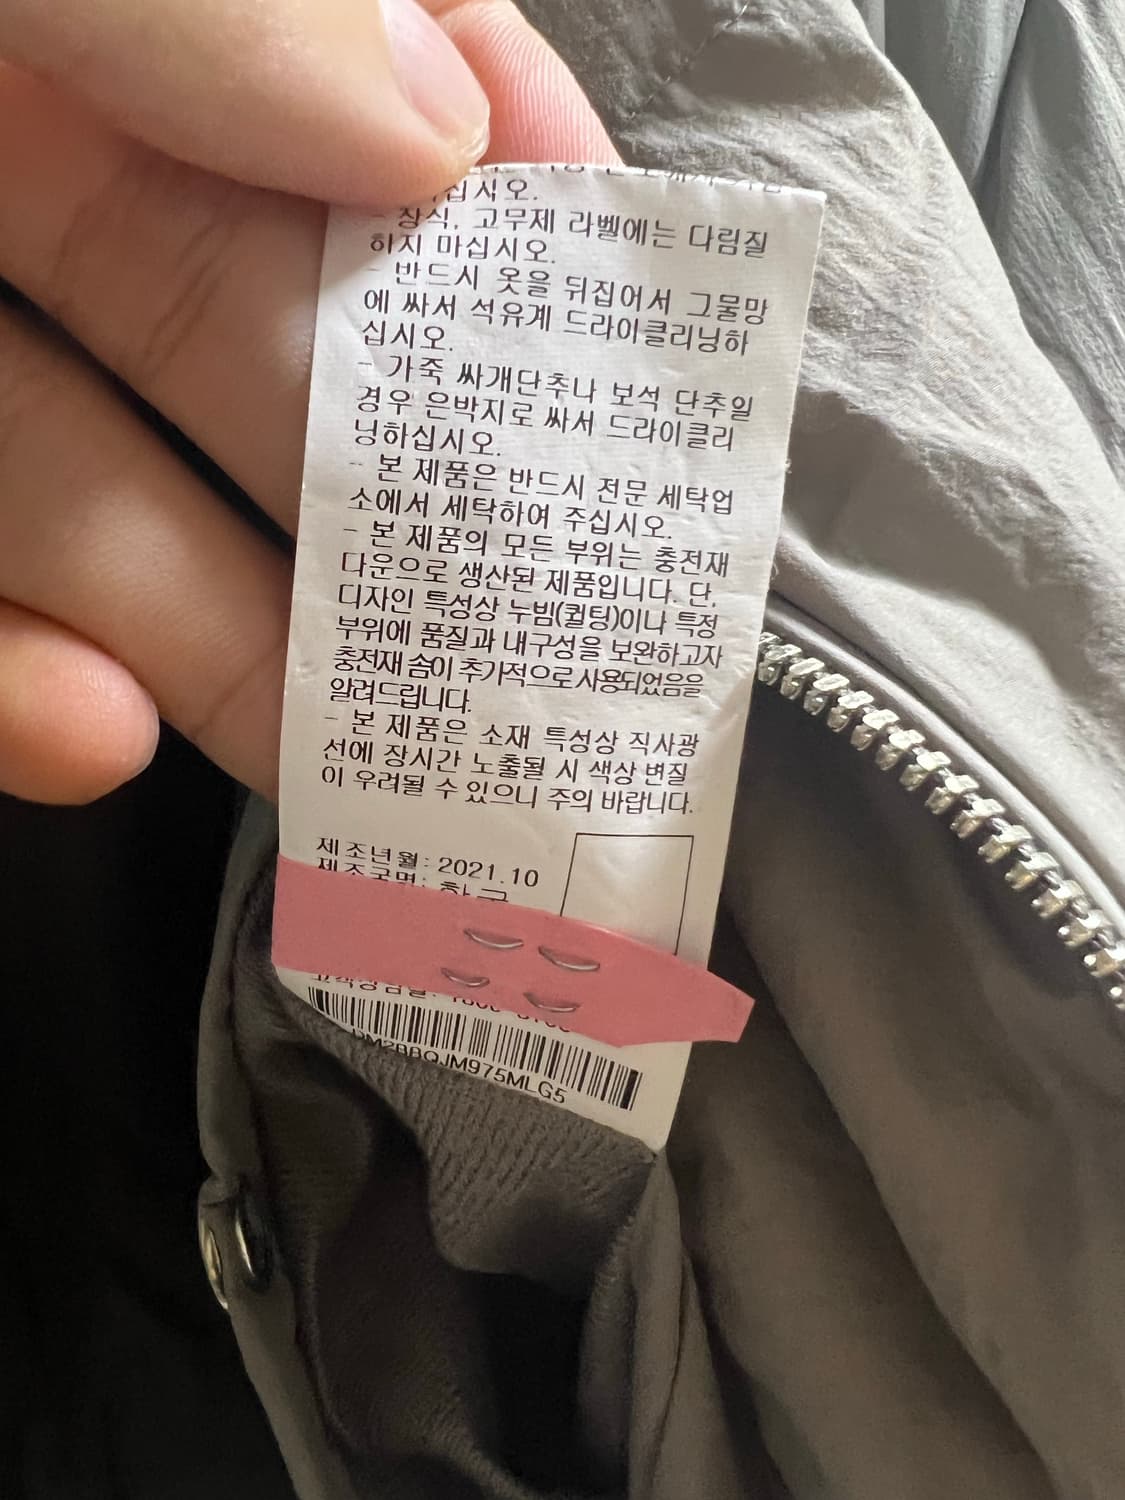 십시오.
- 장식, 고무제 라벨에는 다림질
하지 마십시오.
- 반드시 옷을 뒤집어서 그물망
에 싸서 석유계 드라이클리닝하
십시오.
- 가죽 싸개단추나 보석 단추일
경우 은박지로 싸서 드라이클리
닝하십시오.
- 본 제품은 반드시 전문 세탁업
소에서 세탁하여 주십시오.
- 본 제품의 모든 부위는 충전재
다운으로 생산된 제품입니다. 단,
디자인 특성상 누빔(퀼팅)이나 특정
부위에 품질과 내구성을 보완하고자
충전재 솜이 추가적으로 사용되었음을
알려드립니다.
- 본 제품은 소재 특성상 직사광
선에 장시간 노출될 시 색상 변질
이 우려될 수 있으니 주의 바랍니다.
제조년월: 2021.10
제조국명: 한국